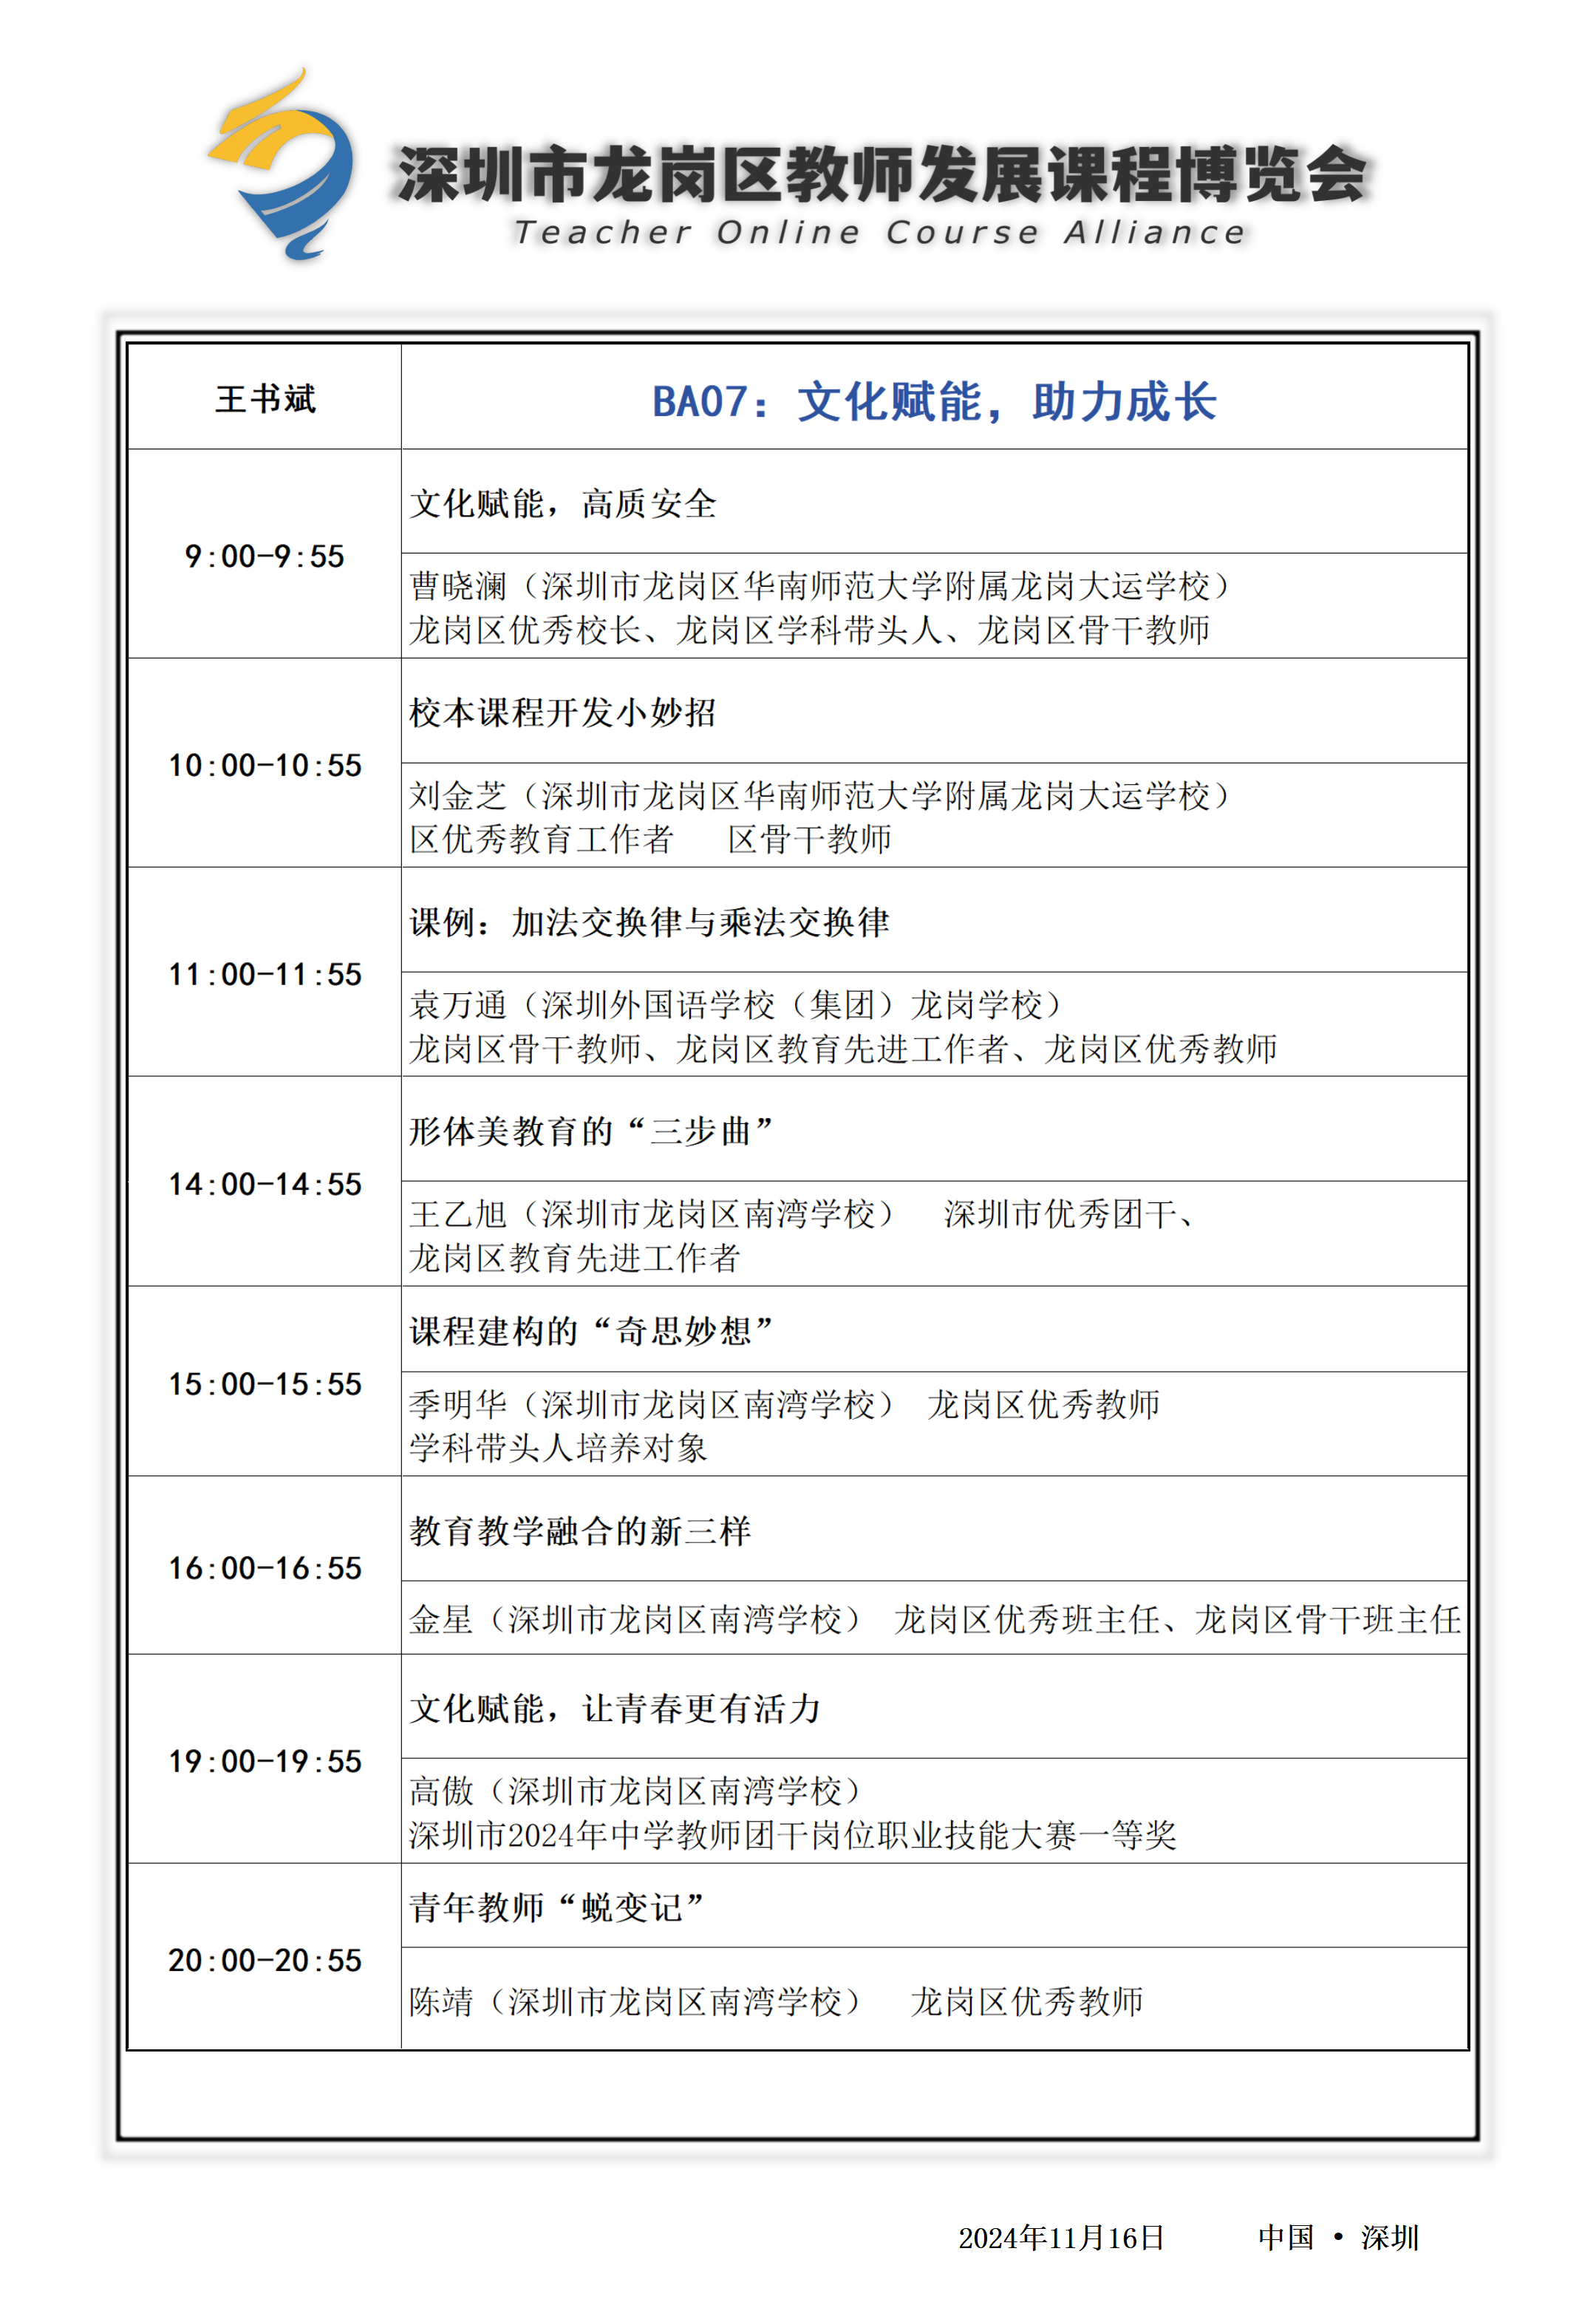 深圳市龙岗区教师发展课程博览会
Teacher Online Course Alliance
王书斌
BA07：文化赋能，助力成长
9:00-9:55
文化赋能，高质安全
曹晓澜（深圳市龙岗区华南师范大学附属龙岗大运学校）
龙岗区优秀校长、龙岗区学科带头人、龙岗区骨干教师
10:00-10:55
校本课程开发小妙招
刘金芝（深圳市龙岗区华南师范大学附属龙岗大运学校）
区优秀教育工作者 区骨干教师
11:00-11:55
课例：加法交换律与乘法交换律
袁万通（深圳外国语学校（集团）龙岗学校）
龙岗区骨干教师、龙岗区教育先进工作者、龙岗区优秀教师
14:00-14:55
形体美教育的“三步曲”
王乙旭（深圳市龙岗区南湾学校） 深圳市优秀团干、
龙岗区教育先进工作者
15:00-15:55
课程建构的“奇思妙想”
季明华（深圳市龙岗区南湾学校） 龙岗区优秀教师
学科带头人培养对象
16:00-16:55
教育教学融合的新三样
金星（深圳市龙岗区南湾学校） 龙岗区优秀班主任、龙岗区骨干班主任
19:00-19:55
文化赋能，让青春更有活力
高傲（深圳市龙岗区南湾学校）
深圳市2024年中学教师团干岗位职业技能大赛一等奖
20:00-20:55
青年教师“蜕变记”
陈靖（深圳市龙岗区南湾学校） 龙岗区优秀教师
2024年11月16日 中国 • 深圳